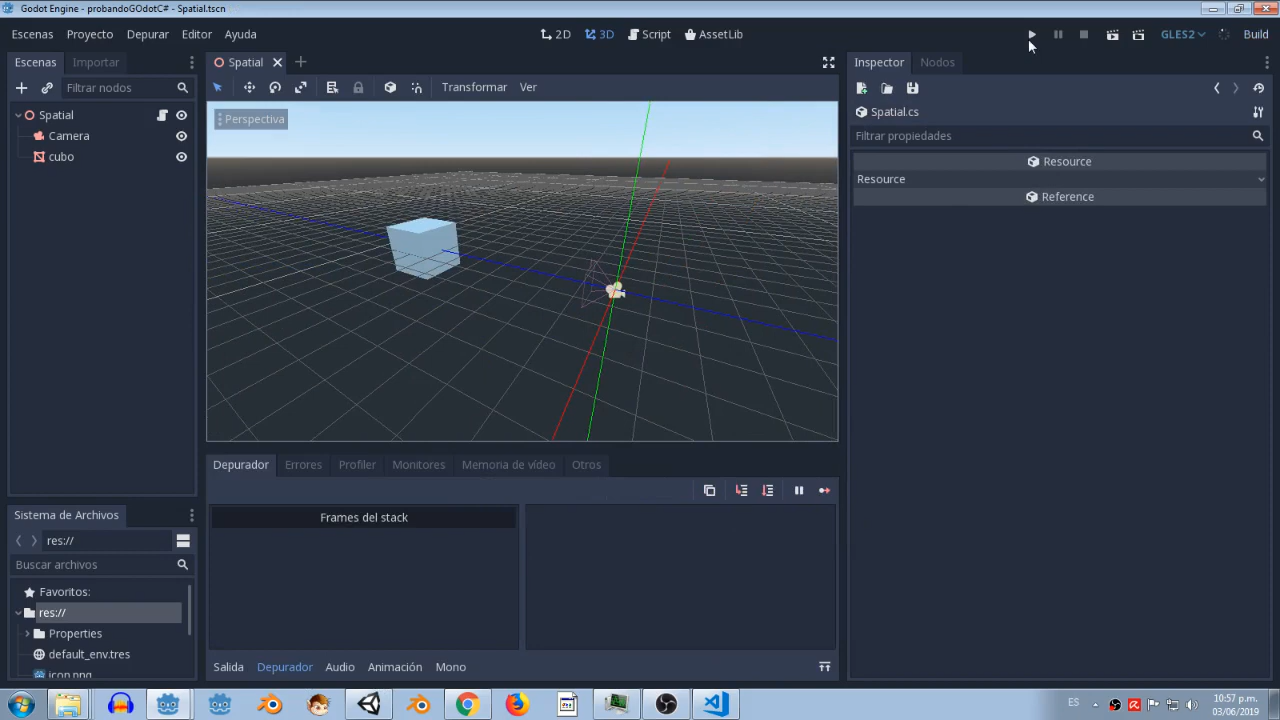 Godot Engine - probandoGOdotC# - Spatial.tscn
Escenas Proyecto Depurar Editor Ayuda
2D 3D Script AssetLib
GLES2 Build
Escenas Importar
Filtrar nodos
Spatial
Camera
cubo
Spatial
Transformar Ver
Perspectiva
Inspector Nodos
Spatial.cs
Filtrar propiedades
Resource
Resource
Reference
Depurador Errores Profiler Monitores Memoria de vídeo Otros
Frames del stack
Salida Depurador Audio Animación Mono
Sistema de Archivos
res://
Buscar archivos
Favoritos:
res://
Properties
default_env.tres
icon.png
ES
10:57 p.m.
03/06/2019